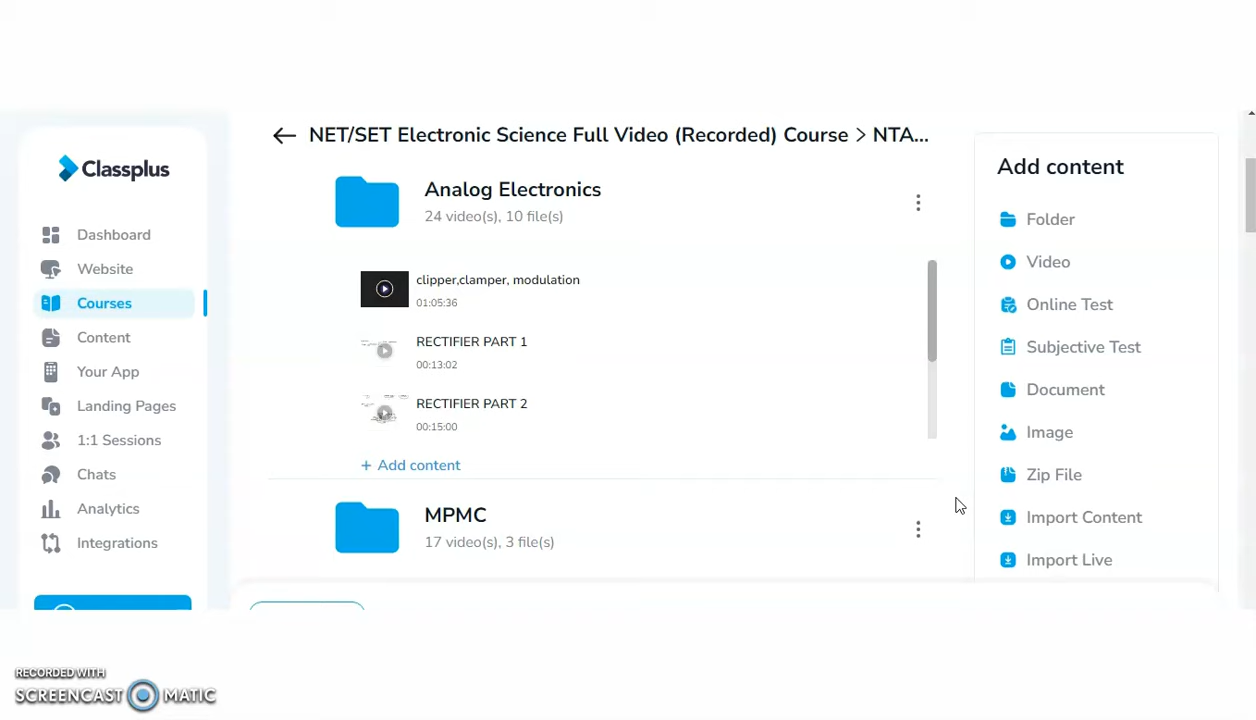 NET/SET Electronic Science Full Video (Recorded) Course > NTA...
Classplus
Dashboard
Website
Courses
Content
Your App
Landing Pages
1:1 Sessions
Chats
Analytics
Integrations
Analog Electronics
24 video(s), 10 file(s)
clipper,clamper, modulation
01:05:36
RECTIFIER PART 1
00:13:02
RECTIFIER PART 2
00:15:00
+ Add content
MPMC
17 video(s), 3 file(s)
Add content
Folder
Video
Online Test
Subjective Test
Document
Image
Zip File
Import Content
Import Live
RECORDED WITH
SCREENCAST MATIC